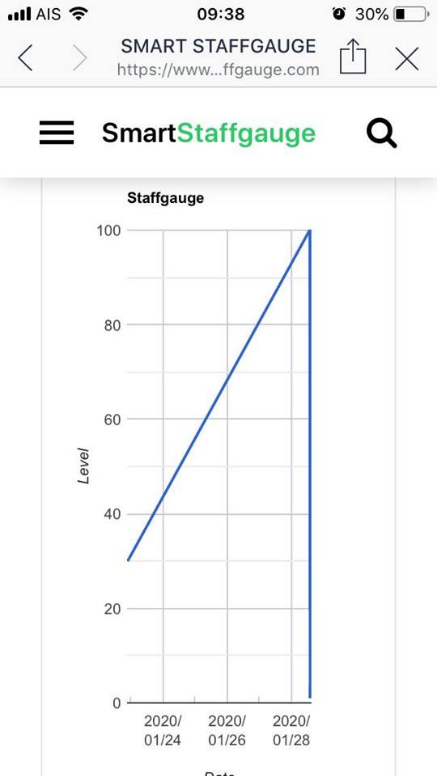 AIS 09:38 30%
SMART STAFFGAUGE
https://www...ffgauge.com
SmartStaffgauge
Staffgauge
100
80
60
40
20
0
Level
2020/
01/24
2020/
01/26
2020/
01/28
Date